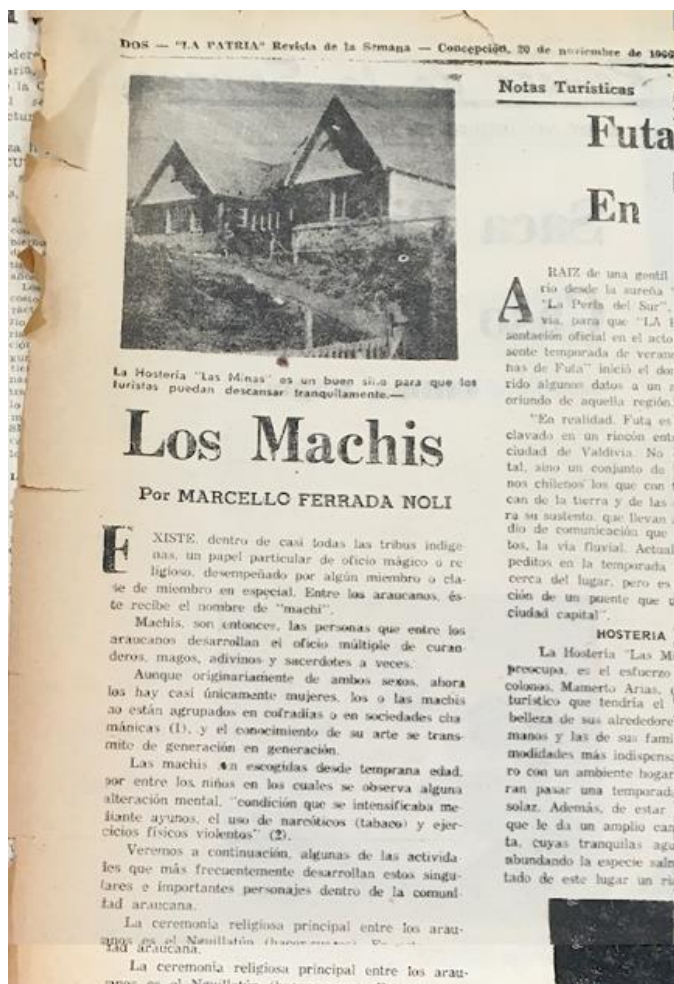 DOS — "LA PATRIA" Revista de la Semana — Concepción, 20 de noviembre de 1966
La Hostería "Las Minas" es un buen sitio para que los
turistas puedan descansar tranquilamente.—
Los Machis
Por MARCELLO FERRADA NOLI
EXISTE, dentro de casi todas las tribus indíge
nas, un papel particular de oficio mágico o re
ligioso, desempeñado por algún miembro o cla-
se de miembro en especial. Entre los araucanos, és-
te recibe el nombre de "machi".
Machis, son entonces, las personas que entre los
araucanos desarrollan el oficio múltiple de curan
deros, magos, adivinos y sacerdotes a veces.
Aunque originariamente de ambos sexos, ahora
los hay casi únicamente mujeres, los o las machis
no están agrupados en cofradías o en sociedades cha
mánicas (1), y el conocimiento de su arte se trans-
mite de generación en generación.
Las machis son escogidas desde temprana edad,
por entre los niños en los cuales se observa alguna
alteración mental, "condición que se intensificaba me-
diante ayunos, el uso de narcóticos (tabaco) y ejer-
cicios físicos violentos" (2).
Veremos a continuación, algunas de las activida
des que más frecuentemente desarrollan estos singu-
lares e importantes personajes dentro de la comuni-
dad araucana.
La ceremonia religiosa principal entre los arau-
canos es el Nguillatún
tad araucana.
La ceremonia religiosa principal entre los arau-
Notas Turísticas
Futa
En
A RAIZ de una gentil
rio desde la sureña
"La Perla del Sur",
via, para que "LA
sentación oficial en el acto
sente temporada de veran
nas de Futa" inició el don
rido algunos datos a un
oriundo de aquella región.
"En realidad, Futa es
clavado en un rincón ent
ciudad de Valdivia. No
tal, sino un conjunto de
nos chilenos los que con
can de la tierra y de las
ra su sustento, que llevan
dio de comunicación que
tos, la vía fluvial. Actual
peditos en la temporada
cerca del lugar, pero es
ción de un puente que
ciudad capital".
HOSTERIA
La Hostería "Las Mi
preocupa, es el esfuerzo
colonos, Mamerto Arias,
turístico que tendría el
belleza de sus alrededore
manos y las de sus fami
modidades más indispens
ro con un ambiente hogar
ran pasar una temporada
solaz. Además, de estar
que le da un amplio can
ta, cuyas tranquilas agu
abundando la especie saln
tado de este lugar un ria